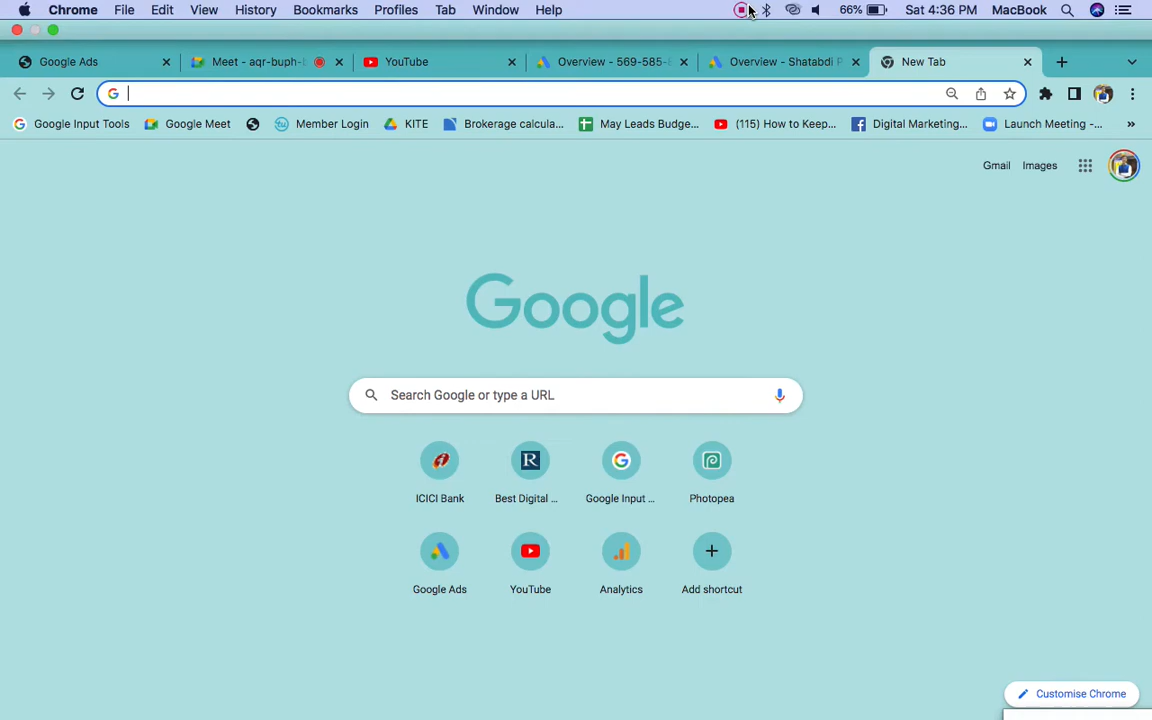 Chrome File Edit View History Bookmarks Profiles Tab Window Help 66% Sat 4:36 PM MacBook
Google Ads Meet - aqr-buph- YouTube Overview - 569-585- Overview - Shatabdi New Tab
Google Input Tools Google Meet Member Login KITE Brokerage calcula... May Leads Budge... (115) How to Keep... Digital Marketing... Launch Meeting -... »
Gmail Images
Google
Search Google or type a URL
ICICI Bank Best Digital ... Google Input ... Photopea
Google Ads YouTube Analytics Add shortcut
Customise Chrome